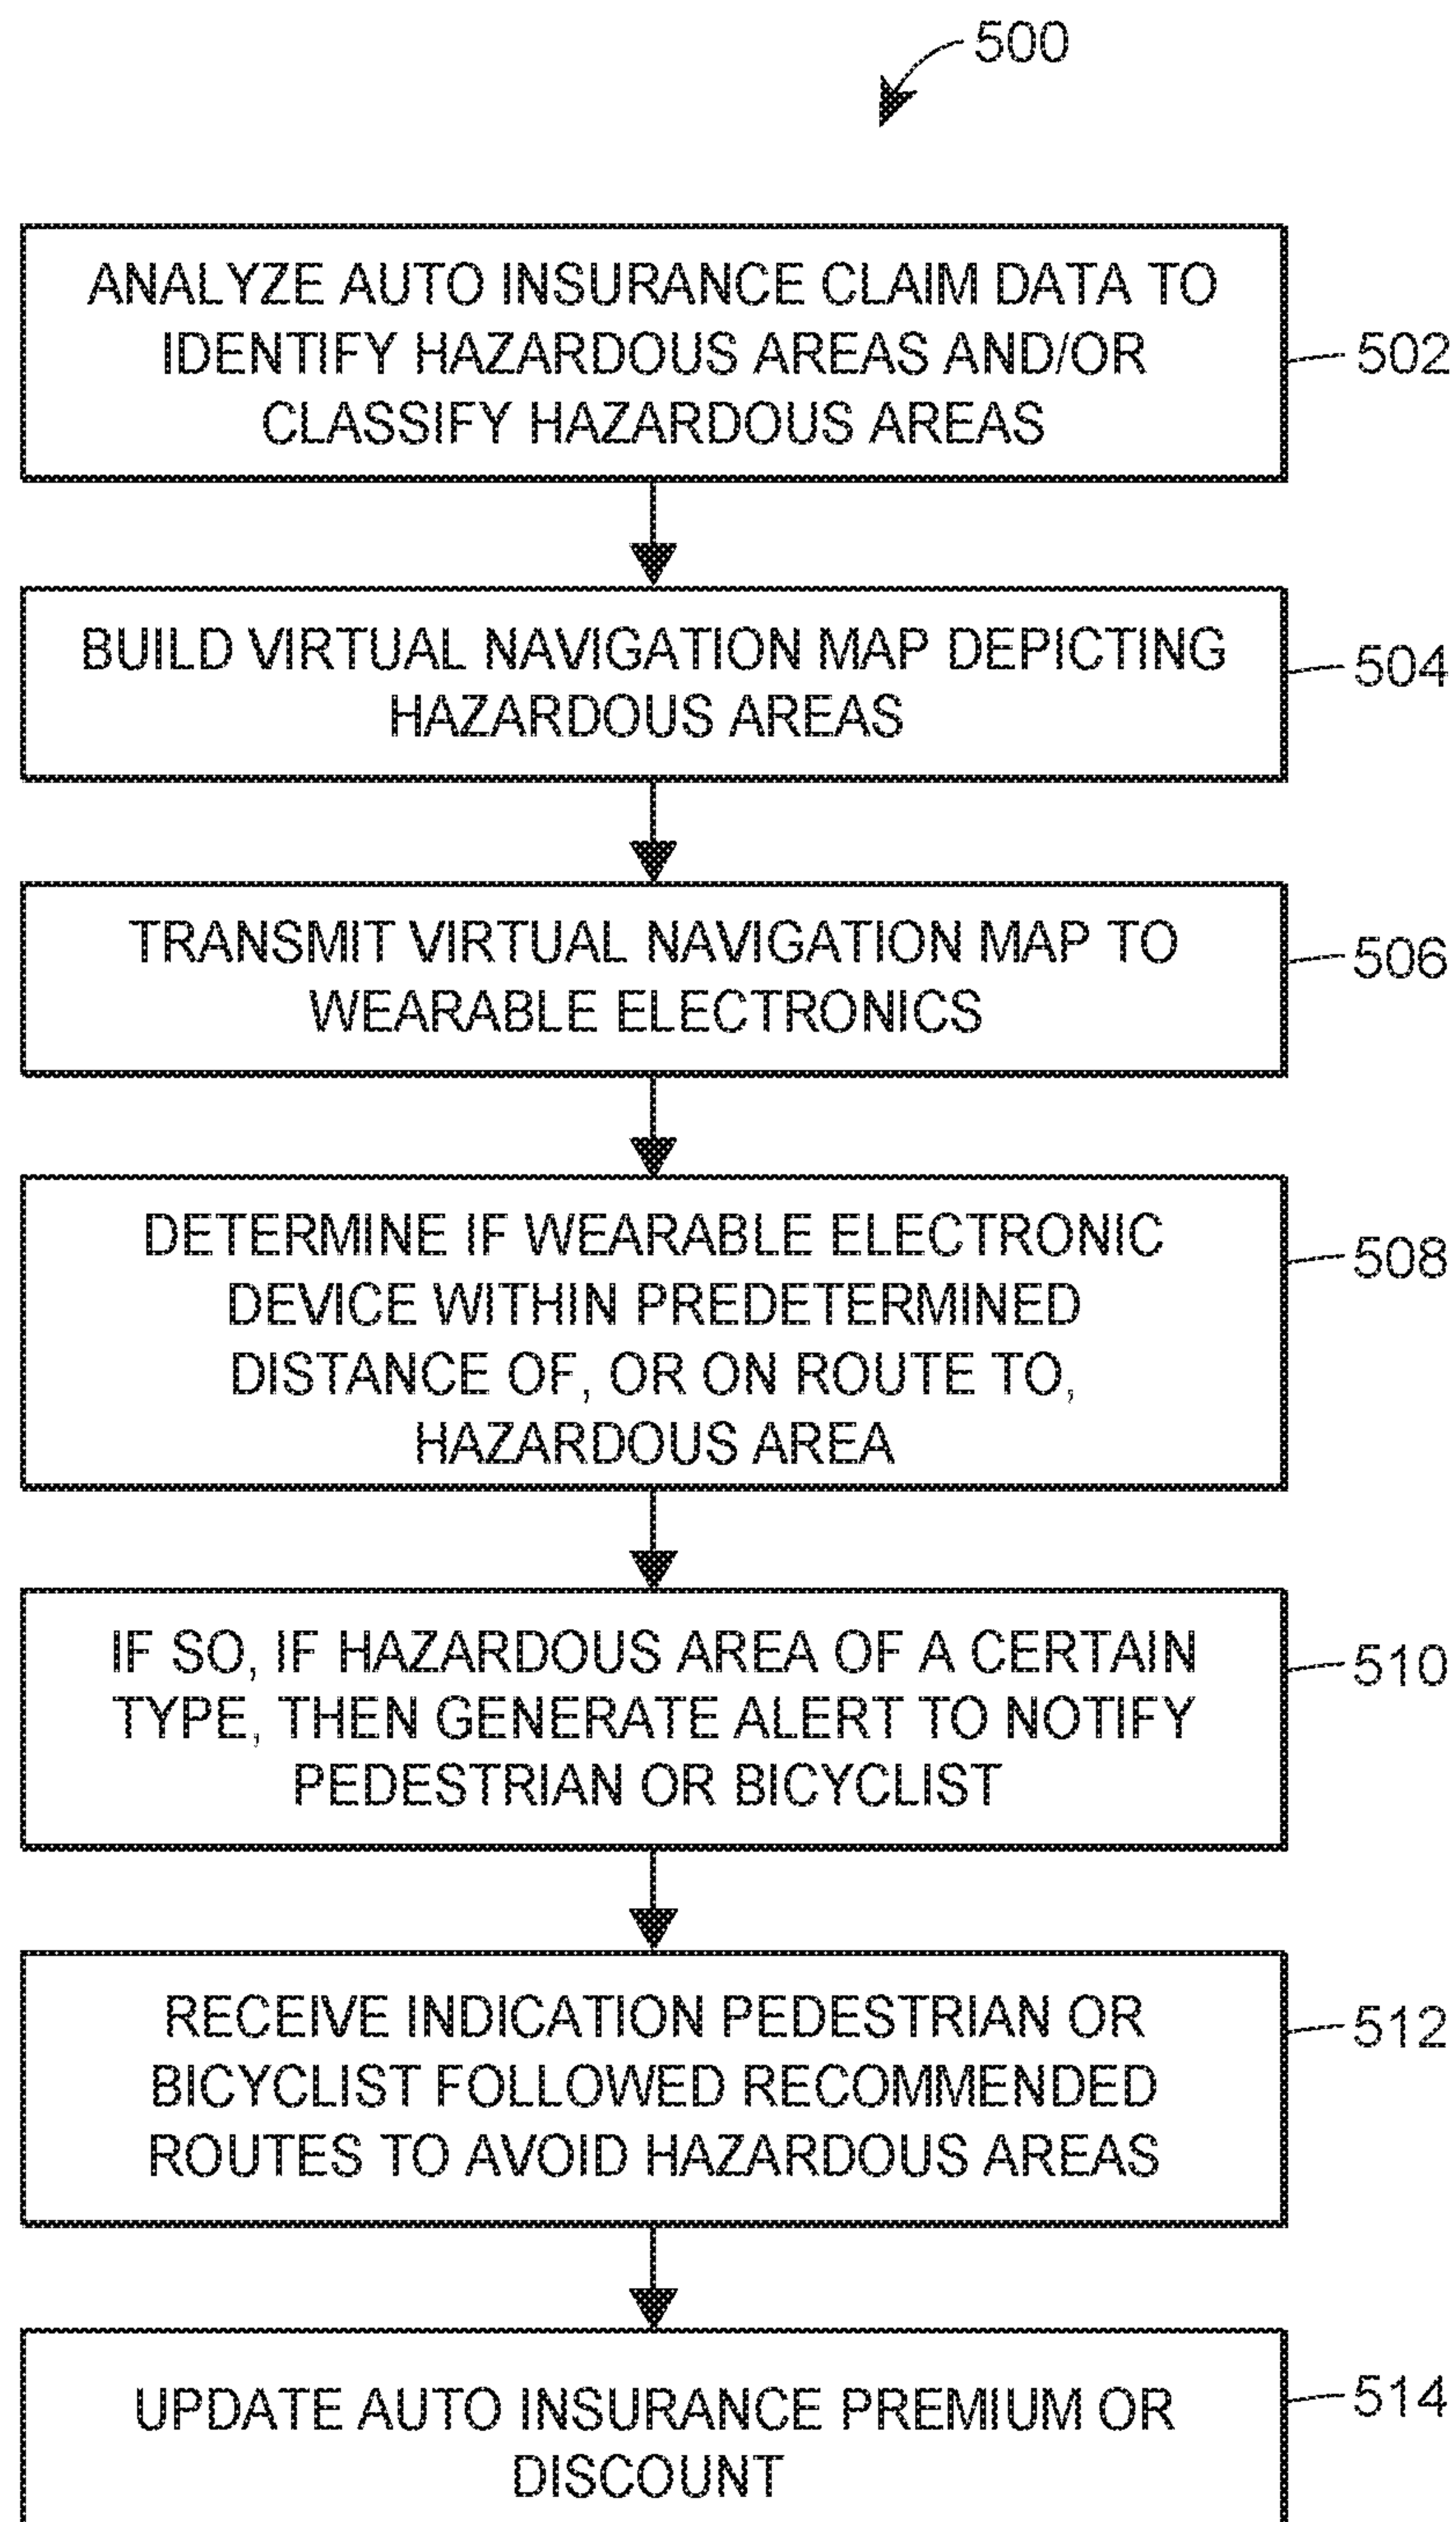 500
ANALYZE AUTO INSURANCE CLAIM DATA TO
IDENTIFY HAZARDOUS AREAS AND/OR
CLASSIFY HAZARDOUS AREAS
502
BUILD VIRTUAL NAVIGATION MAP DEPICTING
HAZARDOUS AREAS
504
TRANSMIT VIRTUAL NAVIGATION MAP TO
WEARABLE ELECTRONICS
506
DETERMINE IF WEARABLE ELECTRONIC
DEVICE WITHIN PREDETERMINED
DISTANCE OF, OR ON ROUTE TO,
HAZARDOUS AREA
508
IF SO, IF HAZARDOUS AREA OF A CERTAIN
TYPE, THEN GENERATE ALERT TO NOTIFY
PEDESTRIAN OR BICYCLIST
510
RECEIVE INDICATION PEDESTRIAN OR
BICYCLIST FOLLOWED RECOMMENDED
ROUTES TO AVOID HAZARDOUS AREAS
512
UPDATE AUTO INSURANCE PREMIUM OR
DISCOUNT
514